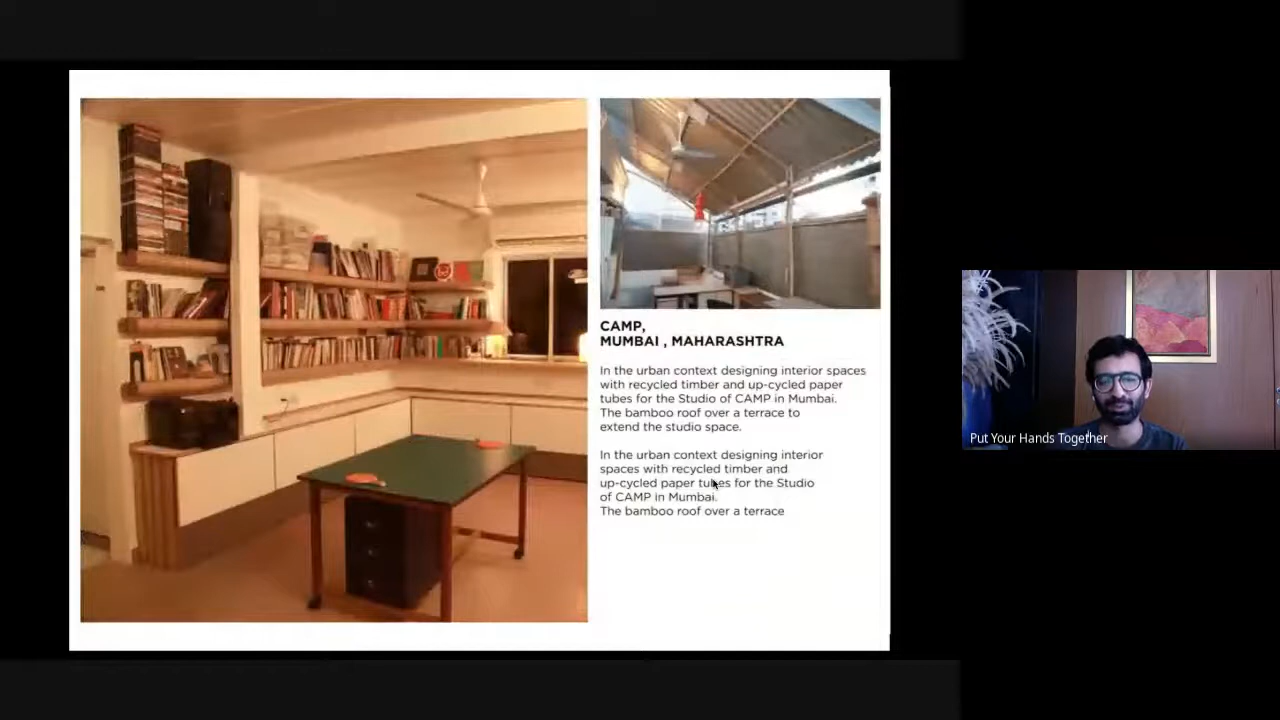 CAMP,
MUMBAI , MAHARASHTRA
In the urban context designing interior spaces
with recycled timber and up-cycled paper
tubes for the Studio of CAMP in Mumbai.
The bamboo roof over a terrace to
extend the studio space.
In the urban context designing interior
spaces with recycled timber and
up-cycled paper tubes for the Studio
of CAMP in Mumbai.
The bamboo roof over a terrace
Put Your Hands Together